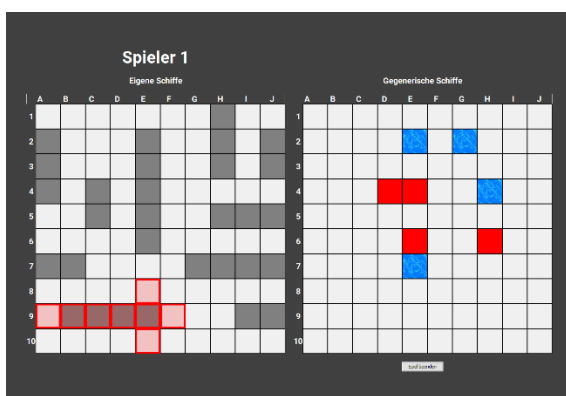 Spieler 1
Eigene Schiffe
Gegenerische Schiffe
A B C D E F G H I J
A B C D E F G H I J
1 1
2 2
3 3
4 4
5 5
6 6
7 7
8 8
9 9
10 10